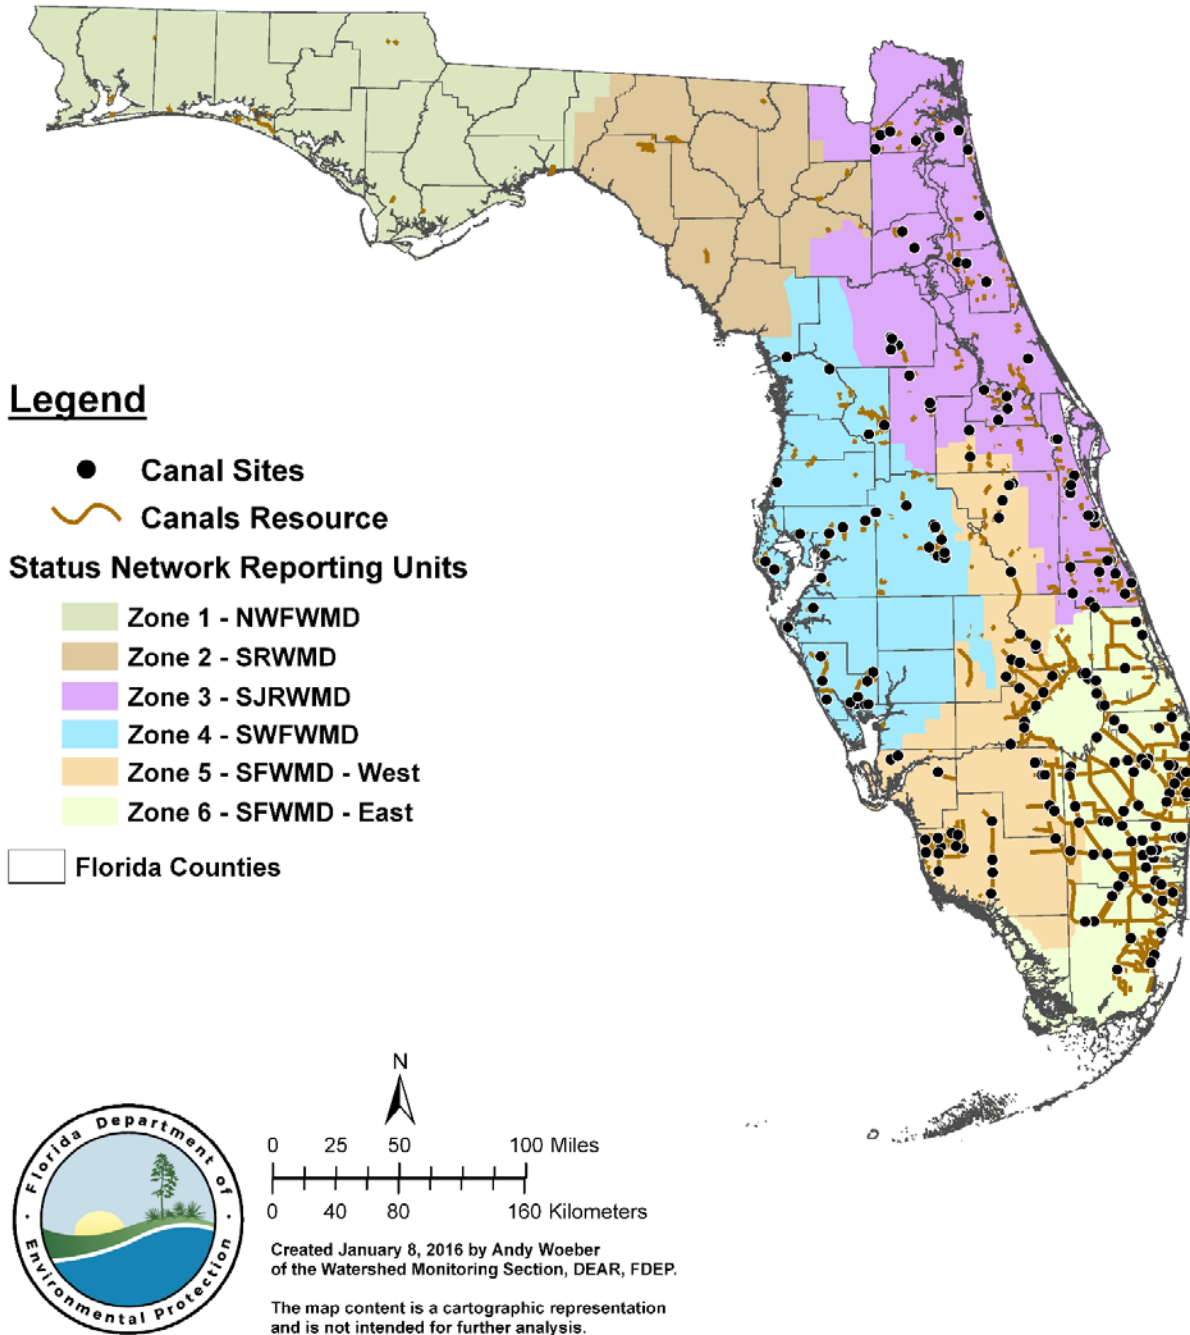 Legend
Canal Sites
Canals Resource
Status Network Reporting Units
Zone 1 - NWFWMD
Zone 2 - SRWMD
Zone 3 - SJRWMD
Zone 4 - SWFWMD
Zone 5 - SFWMD - West
Zone 6 - SFWMD - East
Florida Counties
N
0 25 50 100 Miles
0 40 80 160 Kilometers
Florida Department of
Environmental Protection
Created January 8, 2016 by Andy Woeber
of the Watershed Monitoring Section, DEAR, FDEP.
The map content is a cartographic representation
and is not intended for further analysis.